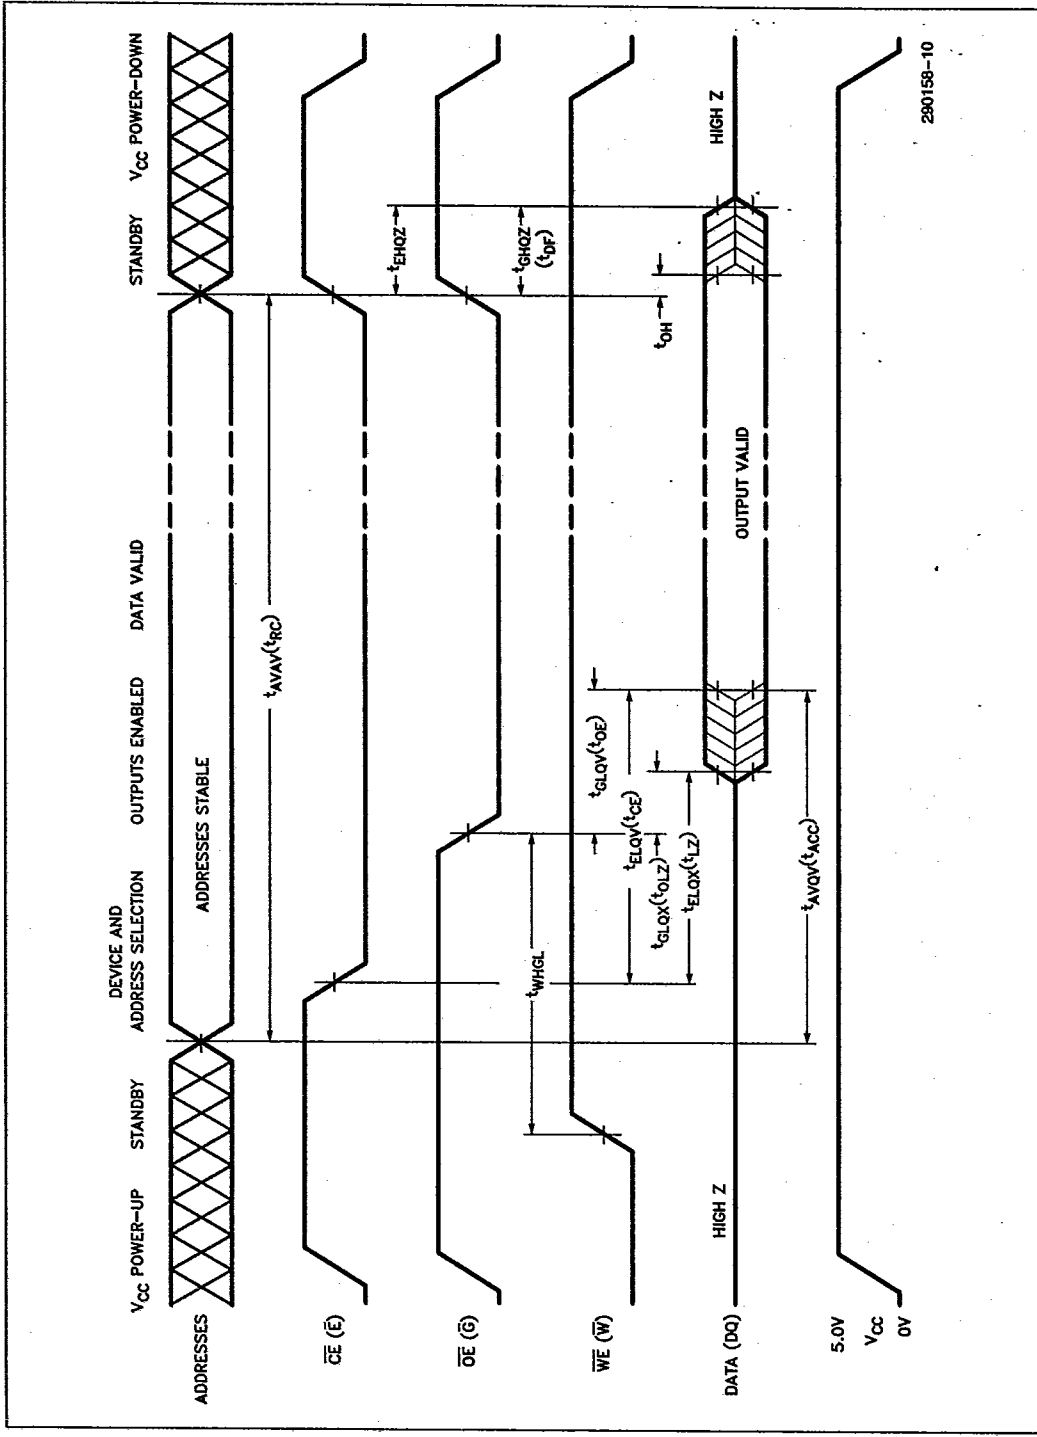 VCC POWER-UP STANDBY DEVICE AND ADDRESS SELECTION OUTPUTS ENABLED DATA VALID STANDBY VCC POWER-DOWN
ADDRESSES
ADDRESSES STABLE
tAVAV(tRC)
CE (E)
tEHQZ
OE (G)
tGHQZ
(tDF)
tWHGL
WE (W)
tGLQV(tOE)
tELQV(tCE)
tGLQX(tOLZ)
tELQX(tLZ)
tOH
DATA (DQ)
HIGH Z
OUTPUT VALID
HIGH Z
tAVQV(tACC)
5.0V
VCC
0V
290158-10